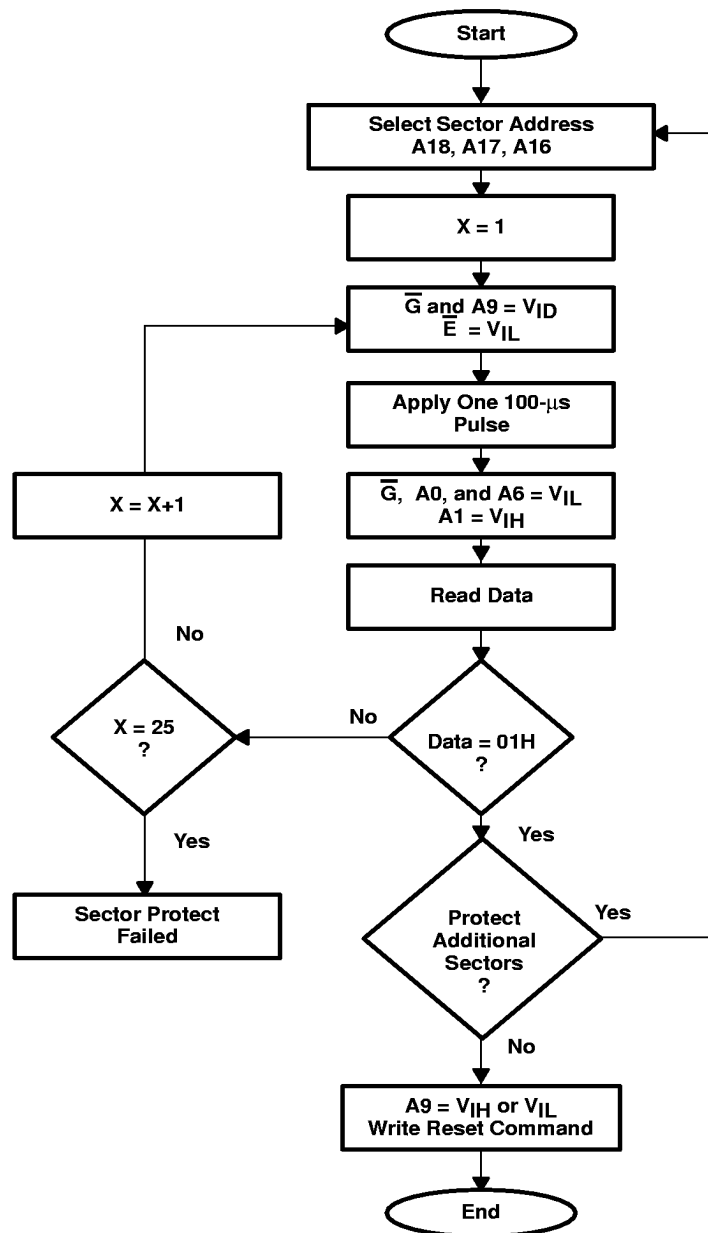 Start
Select Sector Address
A18, A17, A16
X = 1
G̅ and A9 = VID
E̅ = VIL
Apply One 100-μs
Pulse
X = X+1
G̅, A0, and A6 = VIL
A1 = VIH
Read Data
No
X = 25
?
No
Data = 01H
?
Yes
Yes
Sector Protect
Failed
Protect
Additional
Sectors
?
Yes
No
A9 = VIH or VIL
Write Reset Command
End